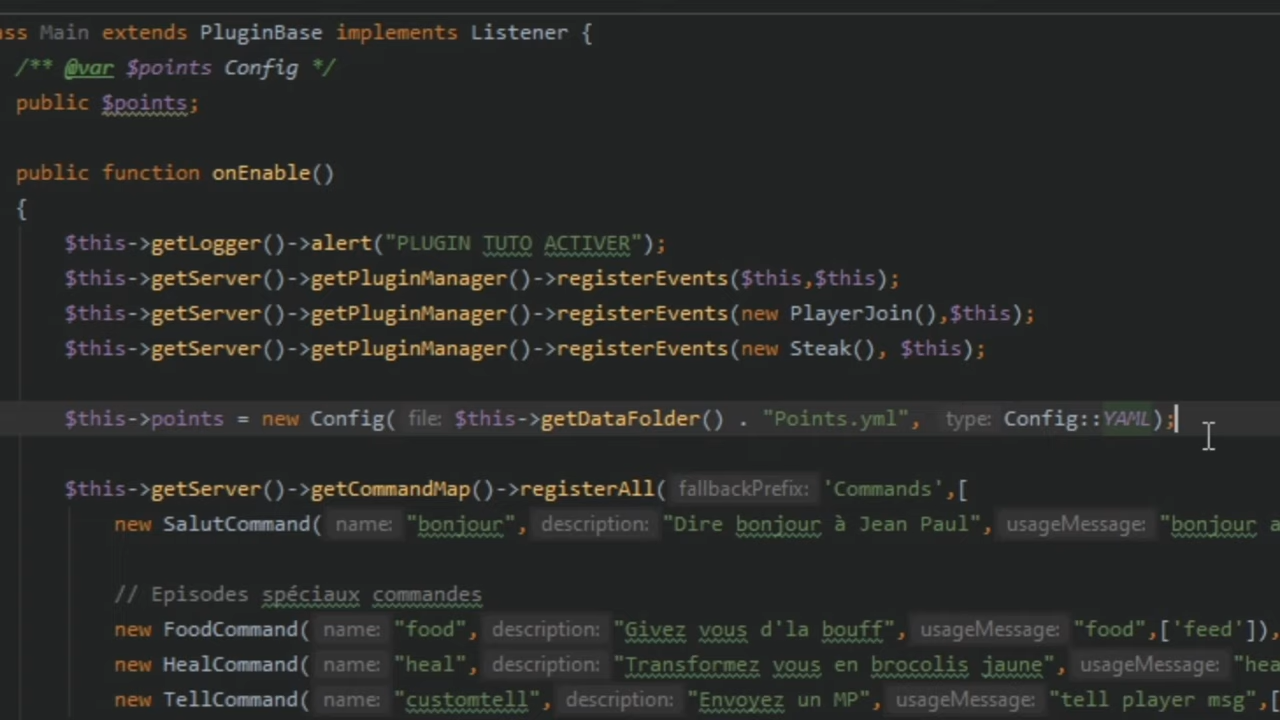 ass Main extends PluginBase implements Listener {
/** @var $points Config */
public $points;
public function onEnable()
{
$this->getLogger()->alert("PLUGIN TUTO ACTIVER");
$this->getServer()->getPluginManager()->registerEvents($this,$this);
$this->getServer()->getPluginManager()->registerEvents(new PlayerJoin(),$this);
$this->getServer()->getPluginManager()->registerEvents(new Steak(), $this);
$this->points = new Config( file: $this->getDataFolder() . "Points.yml", type: Config::YAML);
$this->getServer()->getCommandMap()->registerAll( fallbackPrefix: 'Commands',[
new SalutCommand( name: "bonjour", description: "Dire bonjour à Jean Paul", usageMessage: "bonjour a
// Episodes spéciaux commandes
new FoodCommand( name: "food", description: "Givez vous d'la bouff", usageMessage: "food",['feed']),
new HealCommand( name: "heal", description: "Transformez vous en brocolis jaune", usageMessage: "hea
new TellCommand( name: "customtell", description: "Envoyez un MP", usageMessage: "tell player msg",[